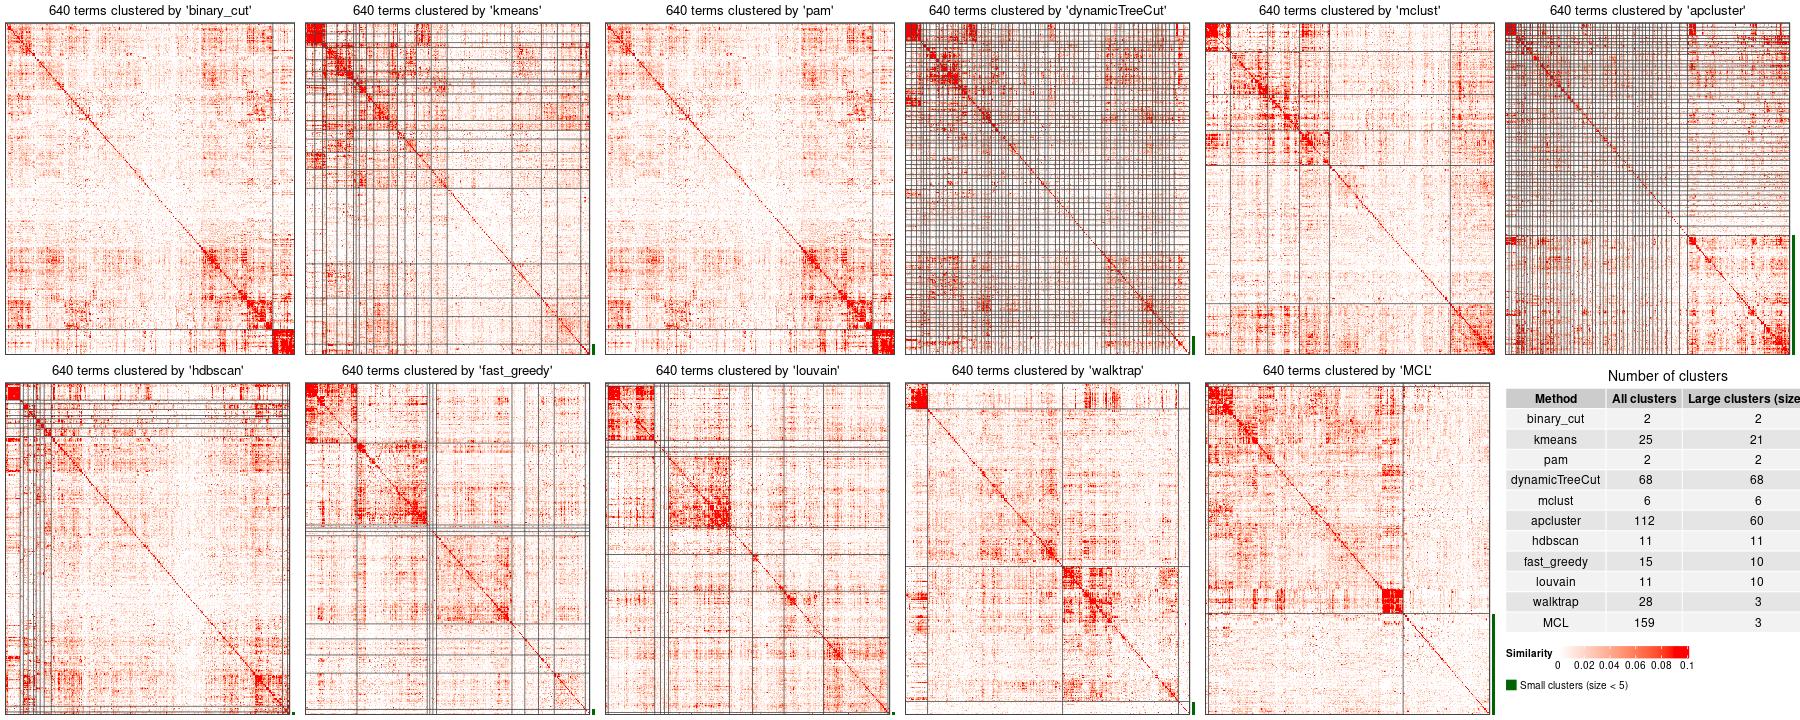 640 terms clustered by 'binary_cut'
640 terms clustered by 'kmeans'
640 terms clustered by 'pam'
640 terms clustered by 'dynamicTreeCut'
640 terms clustered by 'mclust'
640 terms clustered by 'apcluster'
640 terms clustered by 'hdbscan'
640 terms clustered by 'fast_greedy'
640 terms clustered by 'louvain'
640 terms clustered by 'walktrap'
640 terms clustered by 'MCL'
Number of clusters
Method All clusters Large clusters (size
binary_cut 2 2
kmeans 25 21
pam 2 2
dynamicTreeCut 68 68
mclust 6 6
apcluster 112 60
hdbscan 11 11
fast_greedy 15 10
louvain 11 10
walktrap 28 3
MCL 159 3
Similarity
0 0.02 0.04 0.06 0.08 0.1
Small clusters (size < 5)